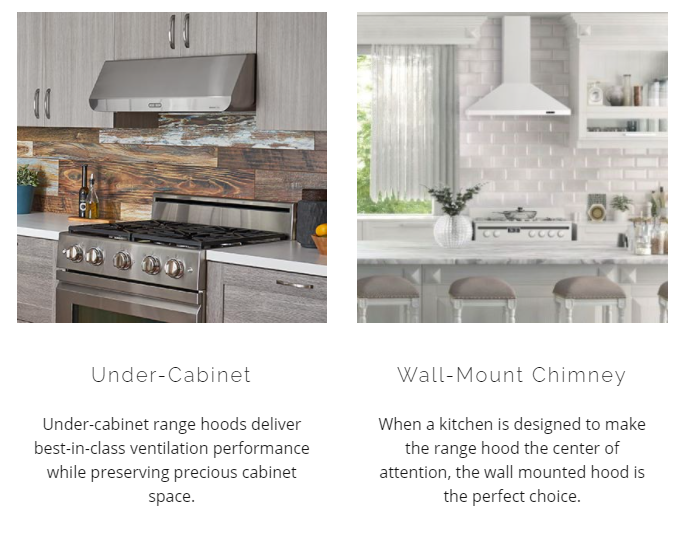 Under-Cabinet
Under-cabinet range hoods deliver
best-in-class ventilation performance
while preserving precious cabinet
space.
Wall-Mount Chimney
When a kitchen is designed to make
the range hood the center of
attention, the wall mounted hood is
the perfect choice.